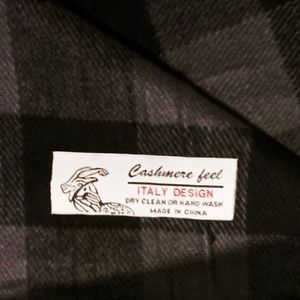 Cashmere feel
ITALY DESIGN
DRY CLEAN OR HAND WASH
MADE IN CHINA